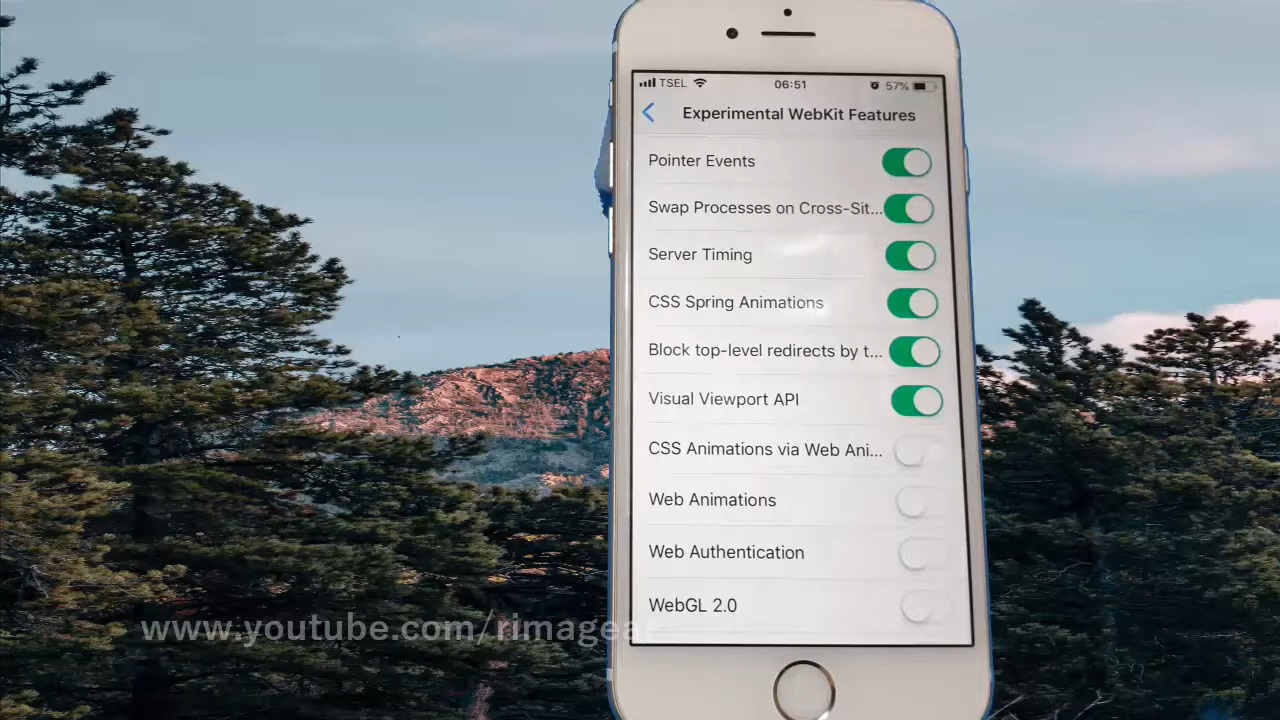 TSEL 06:51 57%
Experimental WebKit Features
Pointer Events
Swap Processes on Cross-Sit...
Server Timing
CSS Spring Animations
Block top-level redirects by t...
Visual Viewport API
CSS Animations via Web Ani...
Web Animations
Web Authentication
WebGL 2.0
www.youtube.com/rimagear